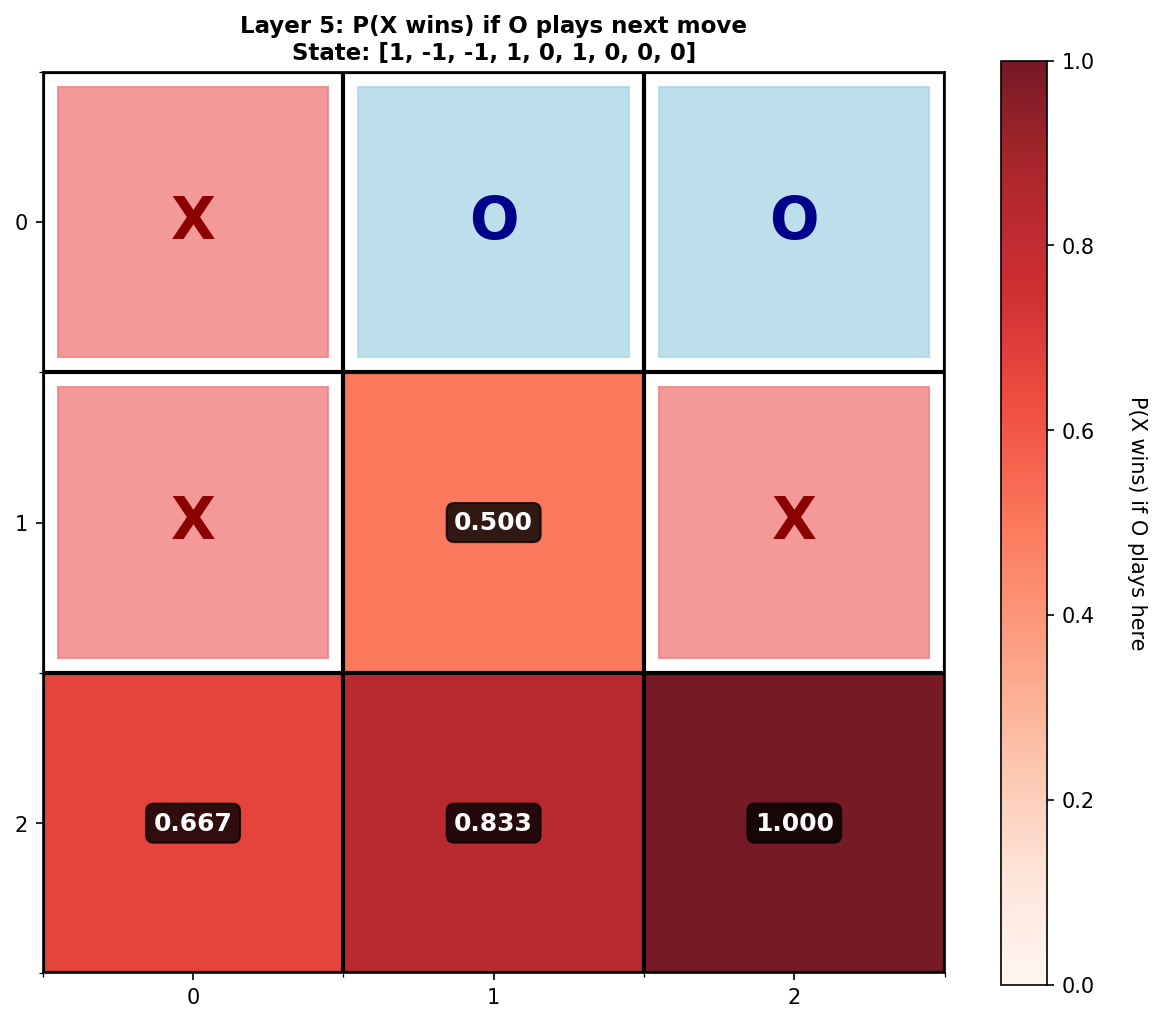 Layer 5: P(X wins) if O plays next move
State: [1, -1, -1, 1, 0, 1, 0, 0, 0]
0
X
O
O
1
X
0.500
X
2
0.667
0.833
1.000
0
1
2
1.0
0.8
0.6
0.4
0.2
0.0
P(X wins) if O plays here